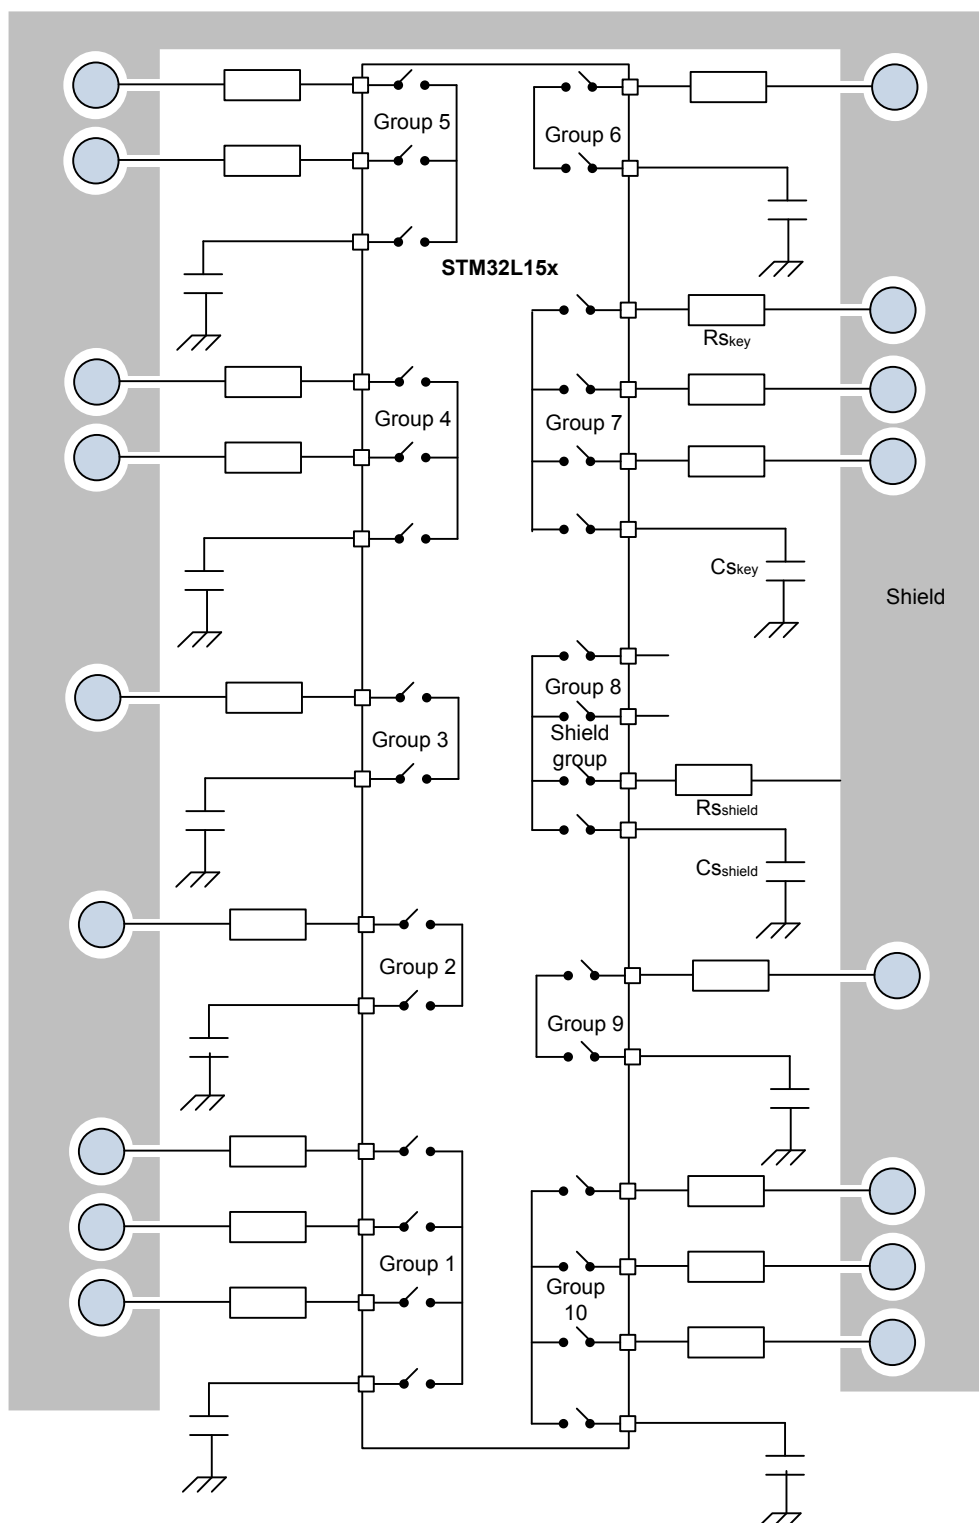 Group 5
Group 6
STM32L15x
Rskey
Group 4
Group 7
Cskey
Shield
Group 8
Shield
group
Group 3
Rsshield
Csshield
Group 2
Group 9
Group 1
Group
10